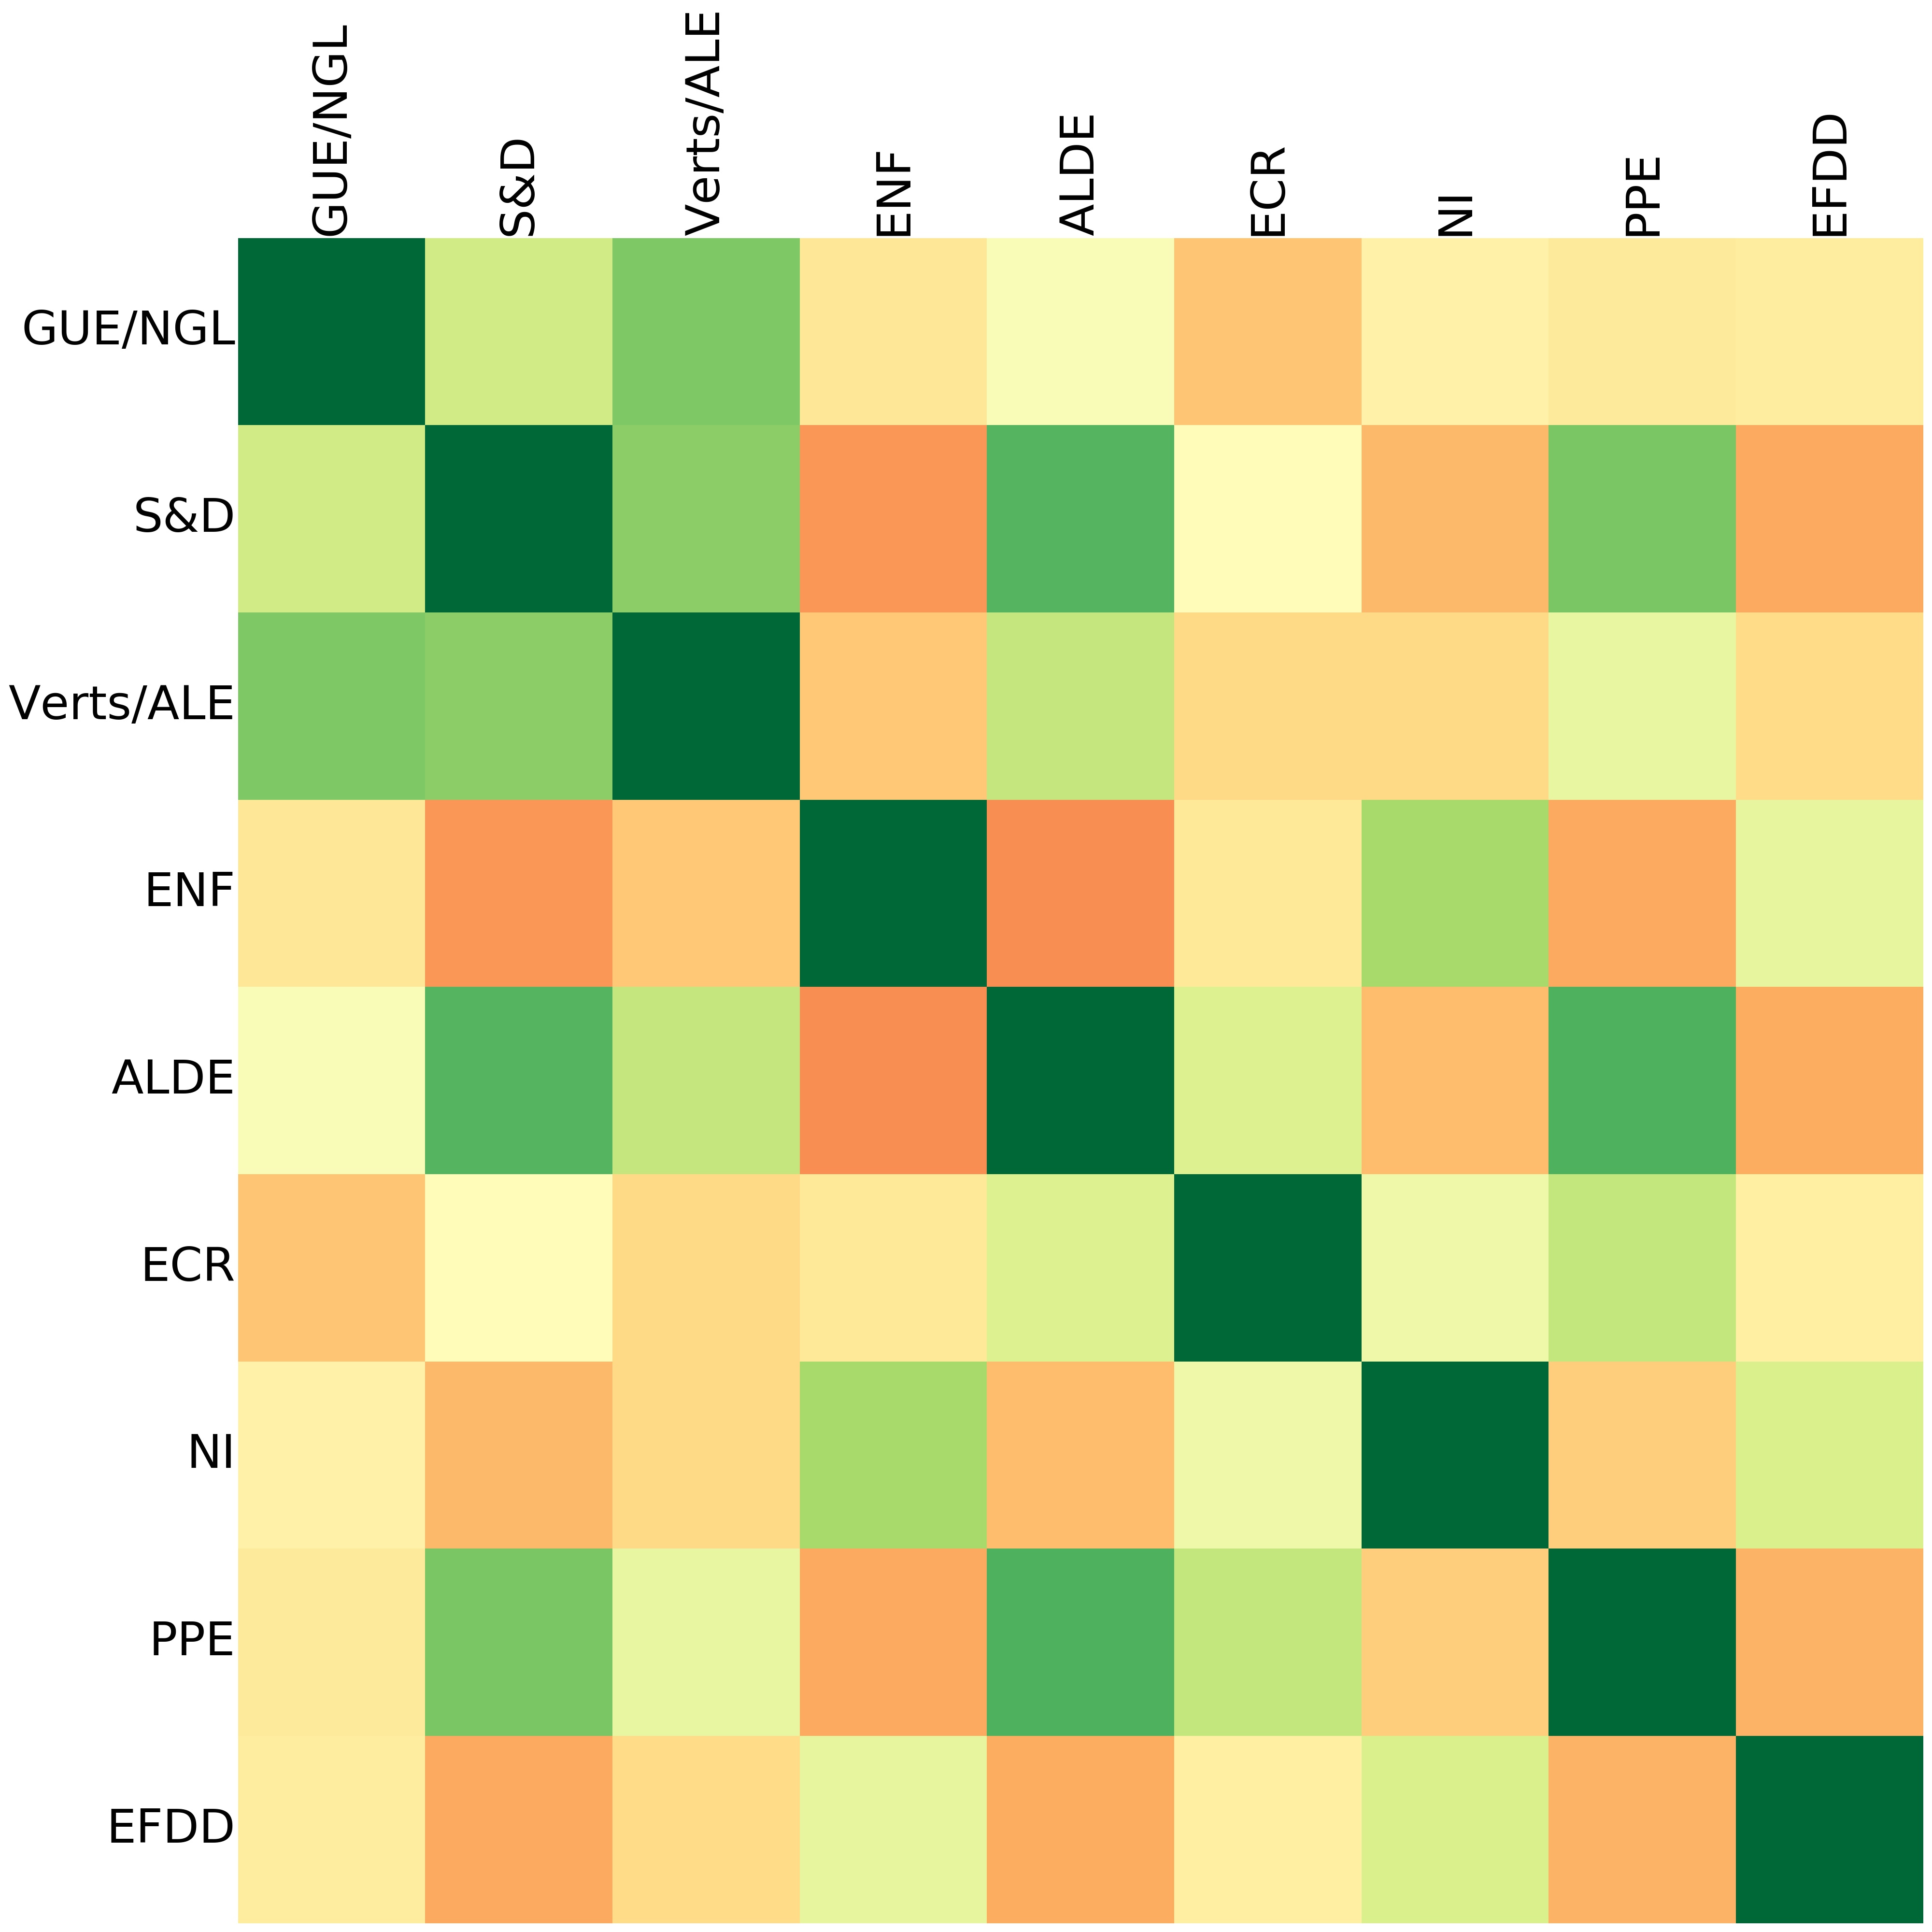 GUE/NGL
S&D
Verts/ALE
ENF
ALDE
ECR
NI
PPE
EFDD
GUE/NGL
S&D
Verts/ALE
ENF
ALDE
ECR
NI
PPE
EFDD